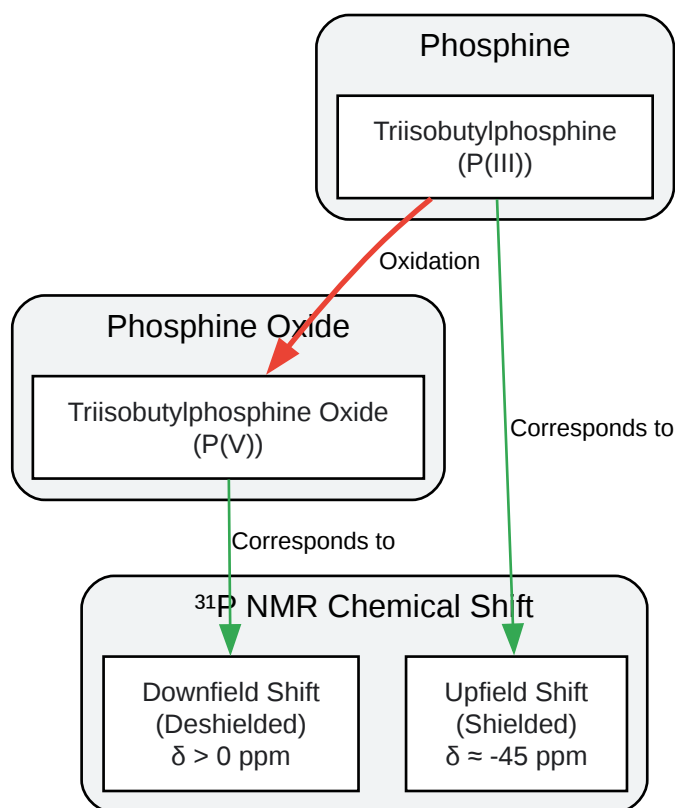 Phosphine
Triisobutylphosphine
(P(III))
Oxidation
Phosphine Oxide
Triisobutylphosphine Oxide
(P(V))
Corresponds to
Corresponds to
³¹P NMR Chemical Shift
Downfield Shift
(Deshielded)
δ > 0 ppm
Upfield Shift
(Shielded)
δ ≈ -45 ppm